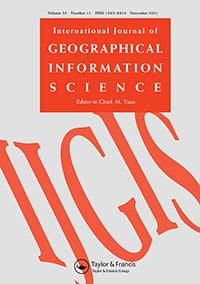 Volume 35 Number 11 ISSN 1365-8816 November 2021
International Journal of
GEOGRAPHICAL
INFORMATION
SCIENCE
Editor in Chief: M. Yuan
IJGIS
Taylor & Francis
Taylor & Francis Group